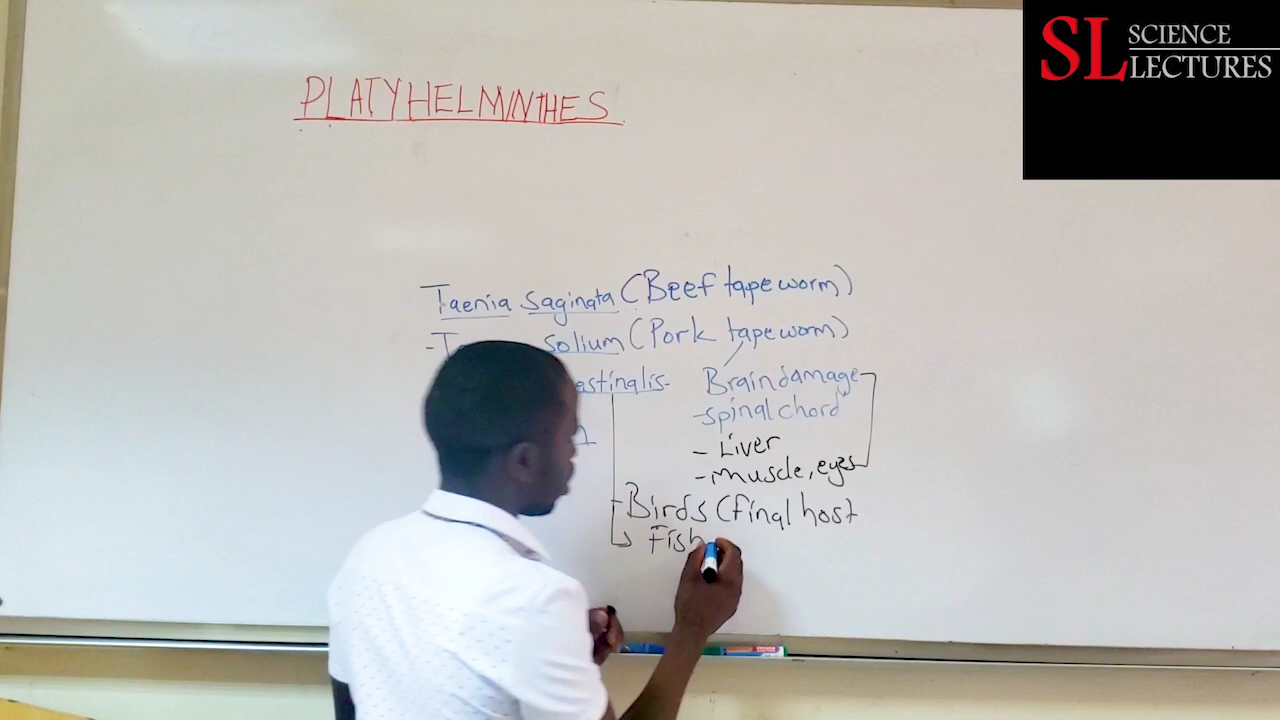 SL SCIENCE
LECTURES
PLATYHELMINTHES
Taenia saginata (Beef tapeworm)
solium (Pork tapeworm)
Braindamage
- spinal chord
- Liver
- muscle, eyes
- Birds (final host
Fish